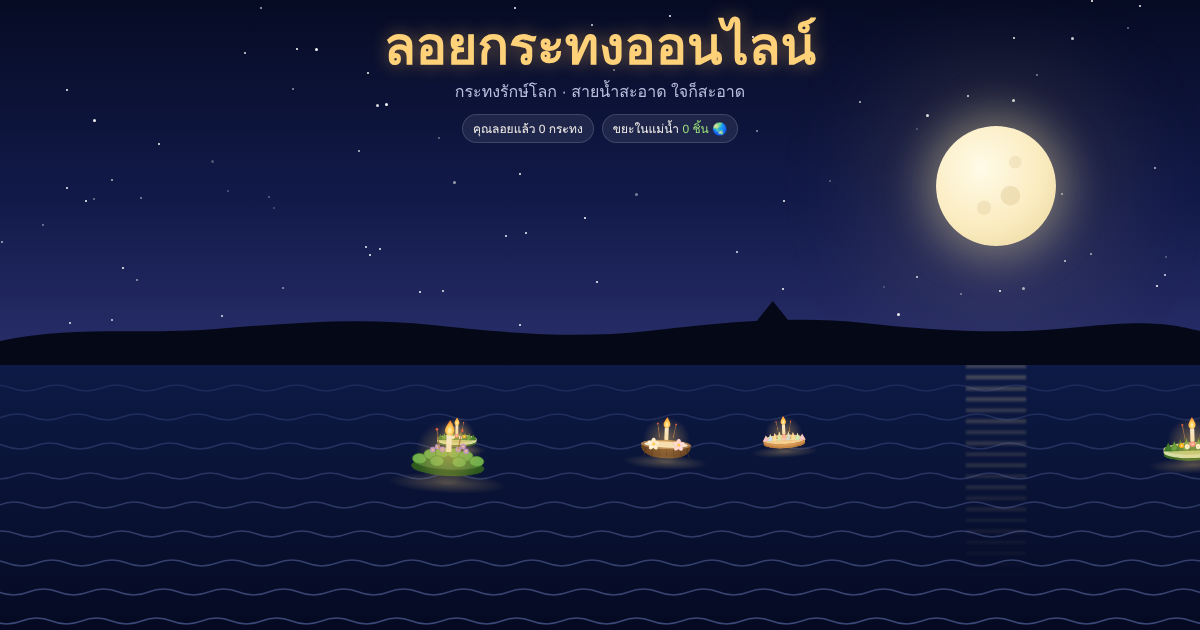 ลอยกระทงออนไลน์
กระทงรักษ์โลก · สายน้ำสะอาด ใจก็สะอาด
คุณลอยแล้ว 0 กระทง
ขยะในแม่น้ำ 0 ชิ้น 🌏